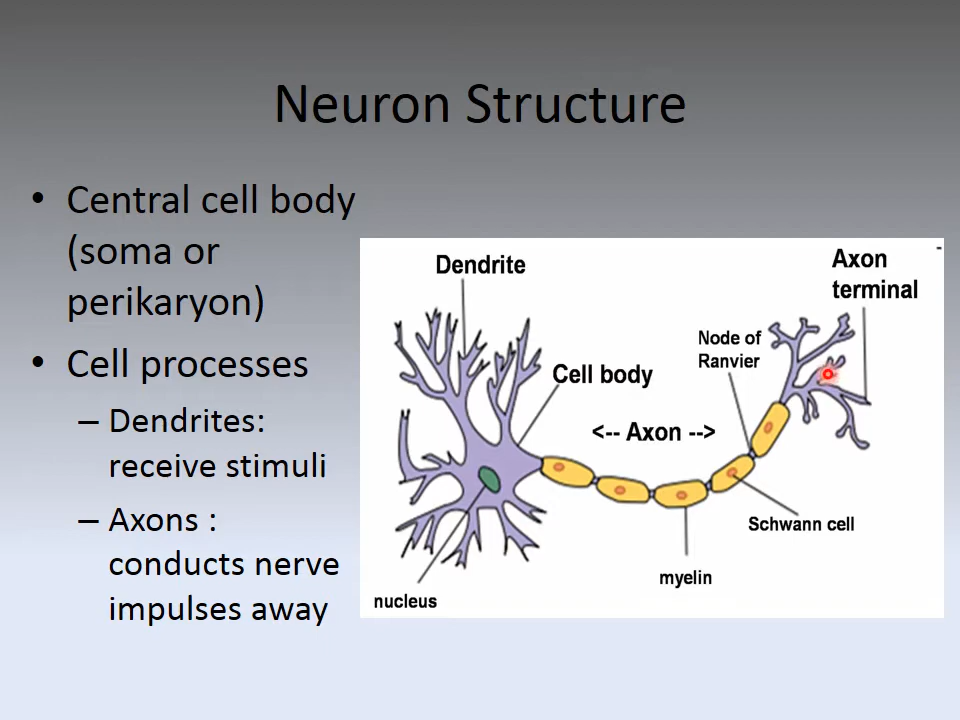 Neuron Structure
• Central cell body
(soma or
perikaryon)
• Cell processes
– Dendrites:
receive stimuli
– Axons :
conducts nerve
impulses away
Dendrite
Axon
terminal
Node of
Ranvier
Cell body
<-- Axon -->
Schwann cell
myelin
nucleus